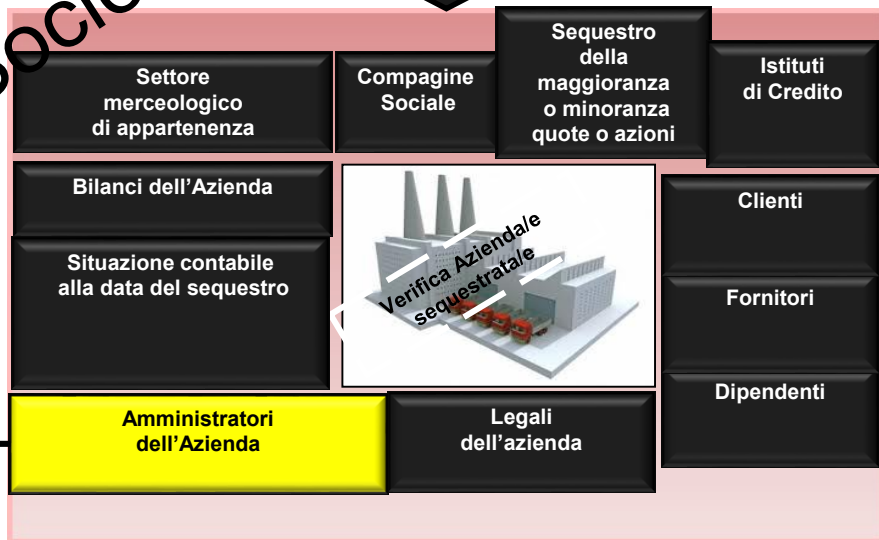 SOCIO
Settore
merceologico
di appartenenza
Compagine
Sociale
Sequestro
della
maggioranza
o minoranza
quote o azioni
Istituti
di Credito
Bilanci dell'Azienda
Situazione contabile
alla data del sequestro
Verifica Azienda/e
sequestrata/e
Clienti
Fornitori
Dipendenti
Amministratori
dell'Azienda
Legali
dell'azienda